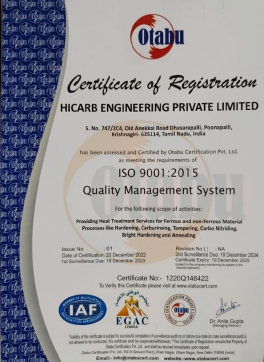 Otabu
Certificate of Registration
HICARB ENGINEERING PRIVATE LIMITED
S. No. 747/2C4, Old Anekkal Road Dhasarapalli, Poonapalli,
Krishnagiri- 635114, Tamil Nadu, India
has been assessed and Certified by Otabu Certification Pvt. Ltd.
as meeting the requirements of:
ISO 9001:2015
Quality Management System
For the following scope of activities:
Providing Heat Treatment Services for Ferrous and non-Ferrous Material
Processes like Hardening, Carburinsing, Tempering, Carbo Nitriding,
Bright Hardening and Annealing
Issue No : 01
Revision No ( ) :NA
Date of Certification: 20 December 2022
2nd Surveillance Due: 19 December 2024
1st Surveillance Due: 19 December 2023
Certificate Expiry: 19 December 2025
Certificate No:- 1220Q146422
To Verify this Certificate please visit at www.otabucert.com
IAF
EGAC
Dr. Anita Gupta
(Managing Director)
Email:- info@otabucert.com website: www.otabucert.com